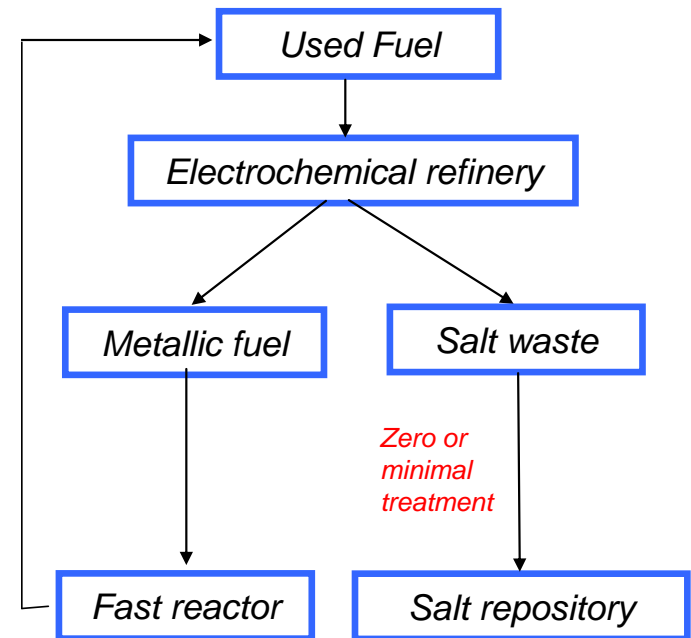 Used Fuel
Electrochemical refinery
Metallic fuel
Salt waste
Zero or
minimal
treatment
Fast reactor
Salt repository